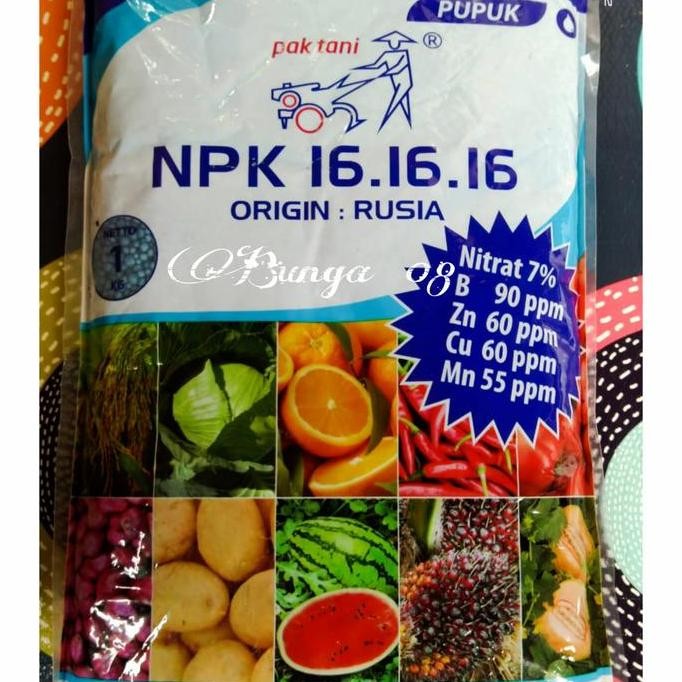 PUPUK
pak tani ®
NPK 16.16.16
ORIGIN : RUSIA
NETTO
1
KG
Bunga 08
Nitrat 7%
B 90 ppm
Zn 60 ppm
Cu 60 ppm
Mn 55 ppm